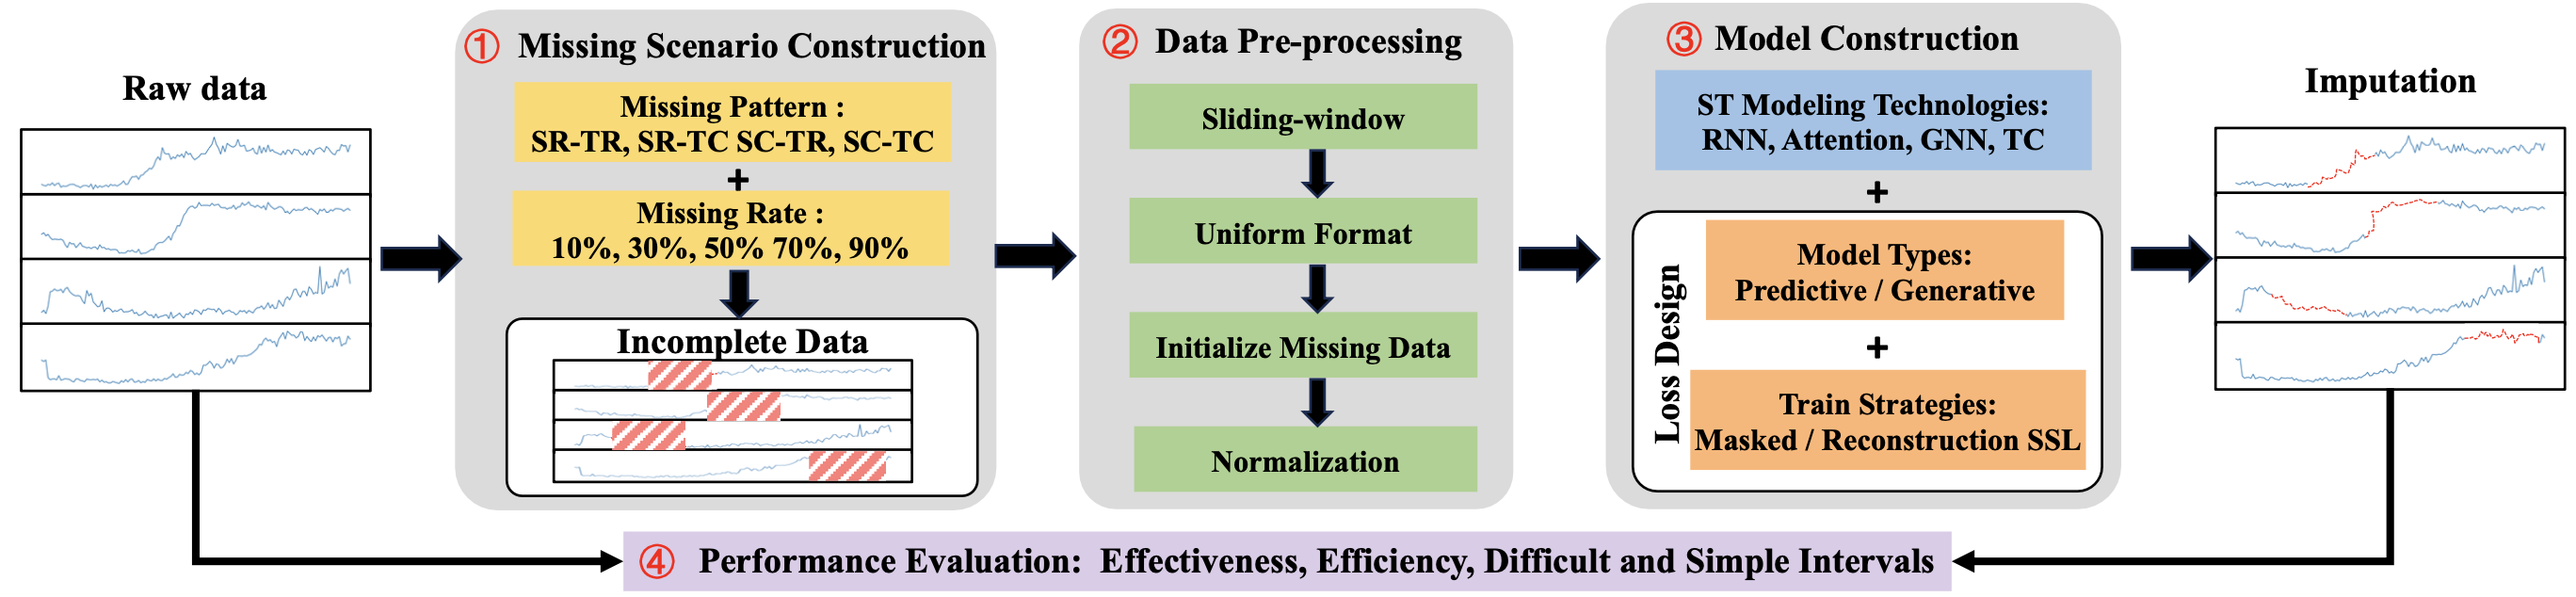 Raw data
① Missing Scenario Construction
Missing Pattern :
SR-TR, SR-TC SC-TR, SC-TC
+
Missing Rate :
10%, 30%, 50% 70%, 90%
Incomplete Data
② Data Pre-processing
Sliding-window
Uniform Format
Initialize Missing Data
Normalization
③ Model Construction
ST Modeling Technologies:
RNN, Attention, GNN, TC
+
Loss Design
Model Types:
Predictive / Generative
+
Train Strategies:
Masked / Reconstruction SSL
Imputation
④ Performance Evaluation: Effectiveness, Efficiency, Difficult and Simple Intervals